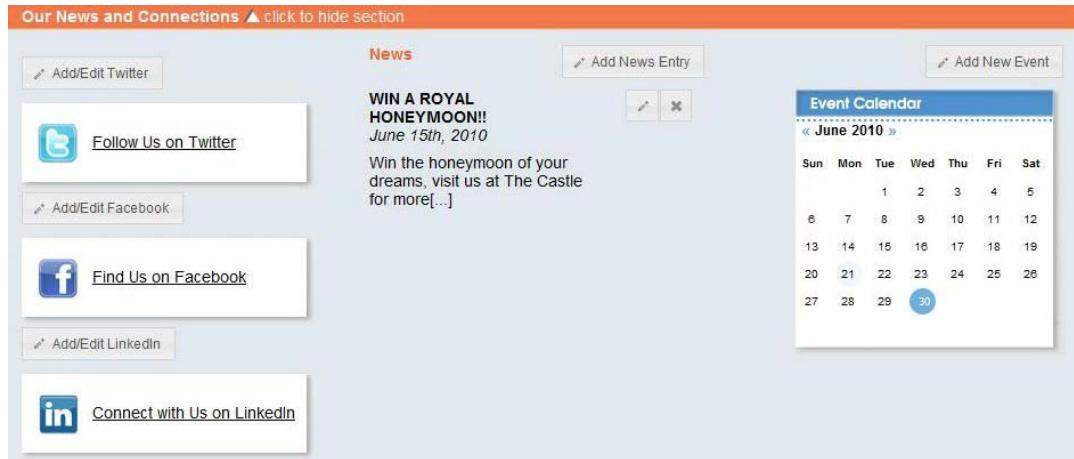 Our News and Connections click to hide section
Add/Edit Twitter
Follow Us on Twitter
Add/Edit Facebook
f
Find Us on Facebook
Add/Edit LinkedIn
in
Connect with Us on LinkedIn
News
Add News Entry
WIN A ROYAL
HONEYMOON!!
June 15th, 2010
Win the honeymoon of your
dreams, visit us at The Castle
for more[...]
Add New Event
Event Calendar
« June 2010 »
Sun Mon Tue Wed Thu Fri Sat
1 2 3 4 5
6 7 8 9 10 11 12
13 14 15 16 17 18 19
20 21 22 23 24 25 26
27 28 29 30